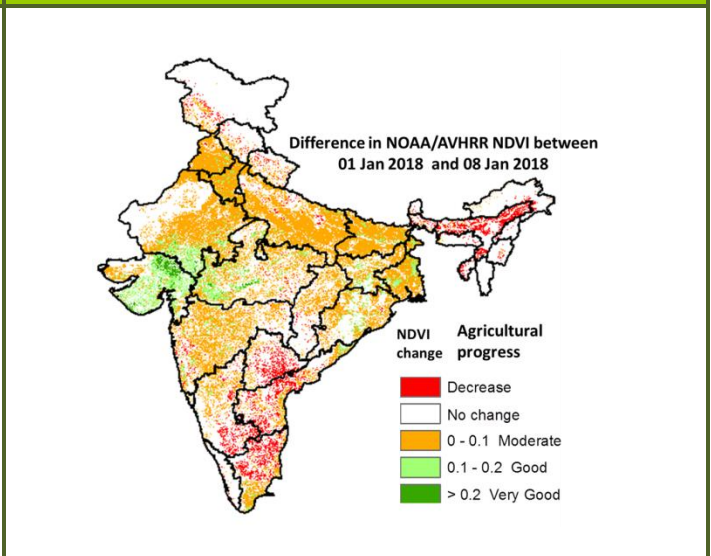 Difference in NOAA/AVHRR NDVI between
01 Jan 2018 and 08 Jan 2018
NDVI change
Agricultural progress
Decrease
No change
0 - 0.1 Moderate
0.1 - 0.2 Good
> 0.2 Very Good